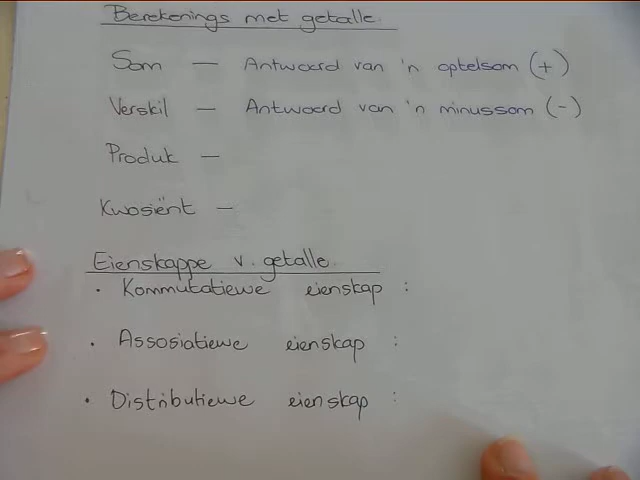 Berekenings met getalle.
Som — Antwoord van 'n optelsom (+)
Verskil — Antwoord van 'n minussom (-)
Produk —
Kwosiënt —
Eienskappe v. getalle
• Kommutatiewe eienskap :
• Assosiatiewe eienskap :
• Distributiewe eienskap :